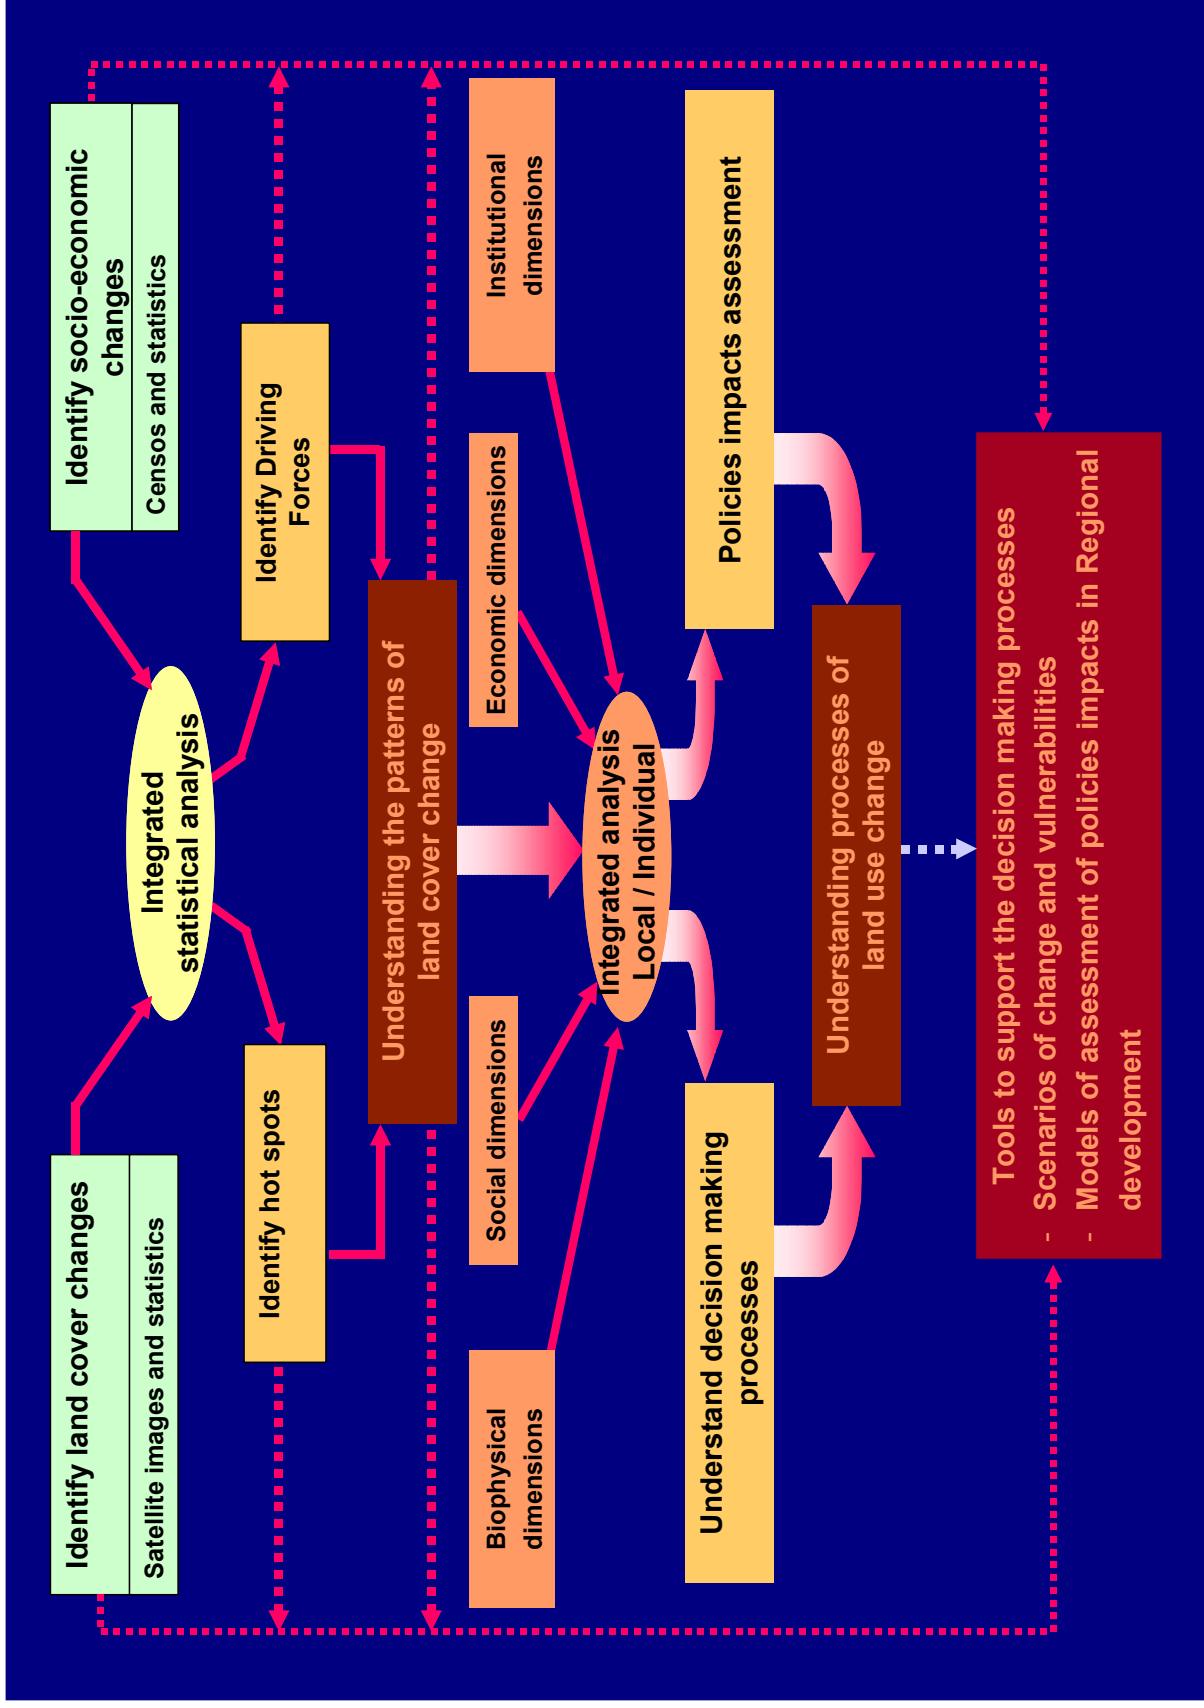 Identify land cover changes
Satellite images and statistics
Identify socio-economic
changes
Censos and statistics
Integrated
statistical analysis
Identify hot spots
Identify Driving
Forces
Understanding the patterns of
land cover change
Biophysical
dimensions
Social dimensions
Economic dimensions
Institutional
dimensions
Integrated analysis
Local / Individual
Understand decision making
processes
Policies impacts assessment
Understanding processes of
land use change
Tools to support the decision making processes
- Scenarios of change and vulnerabilities
- Models of assessment of policies impacts in Regional
development